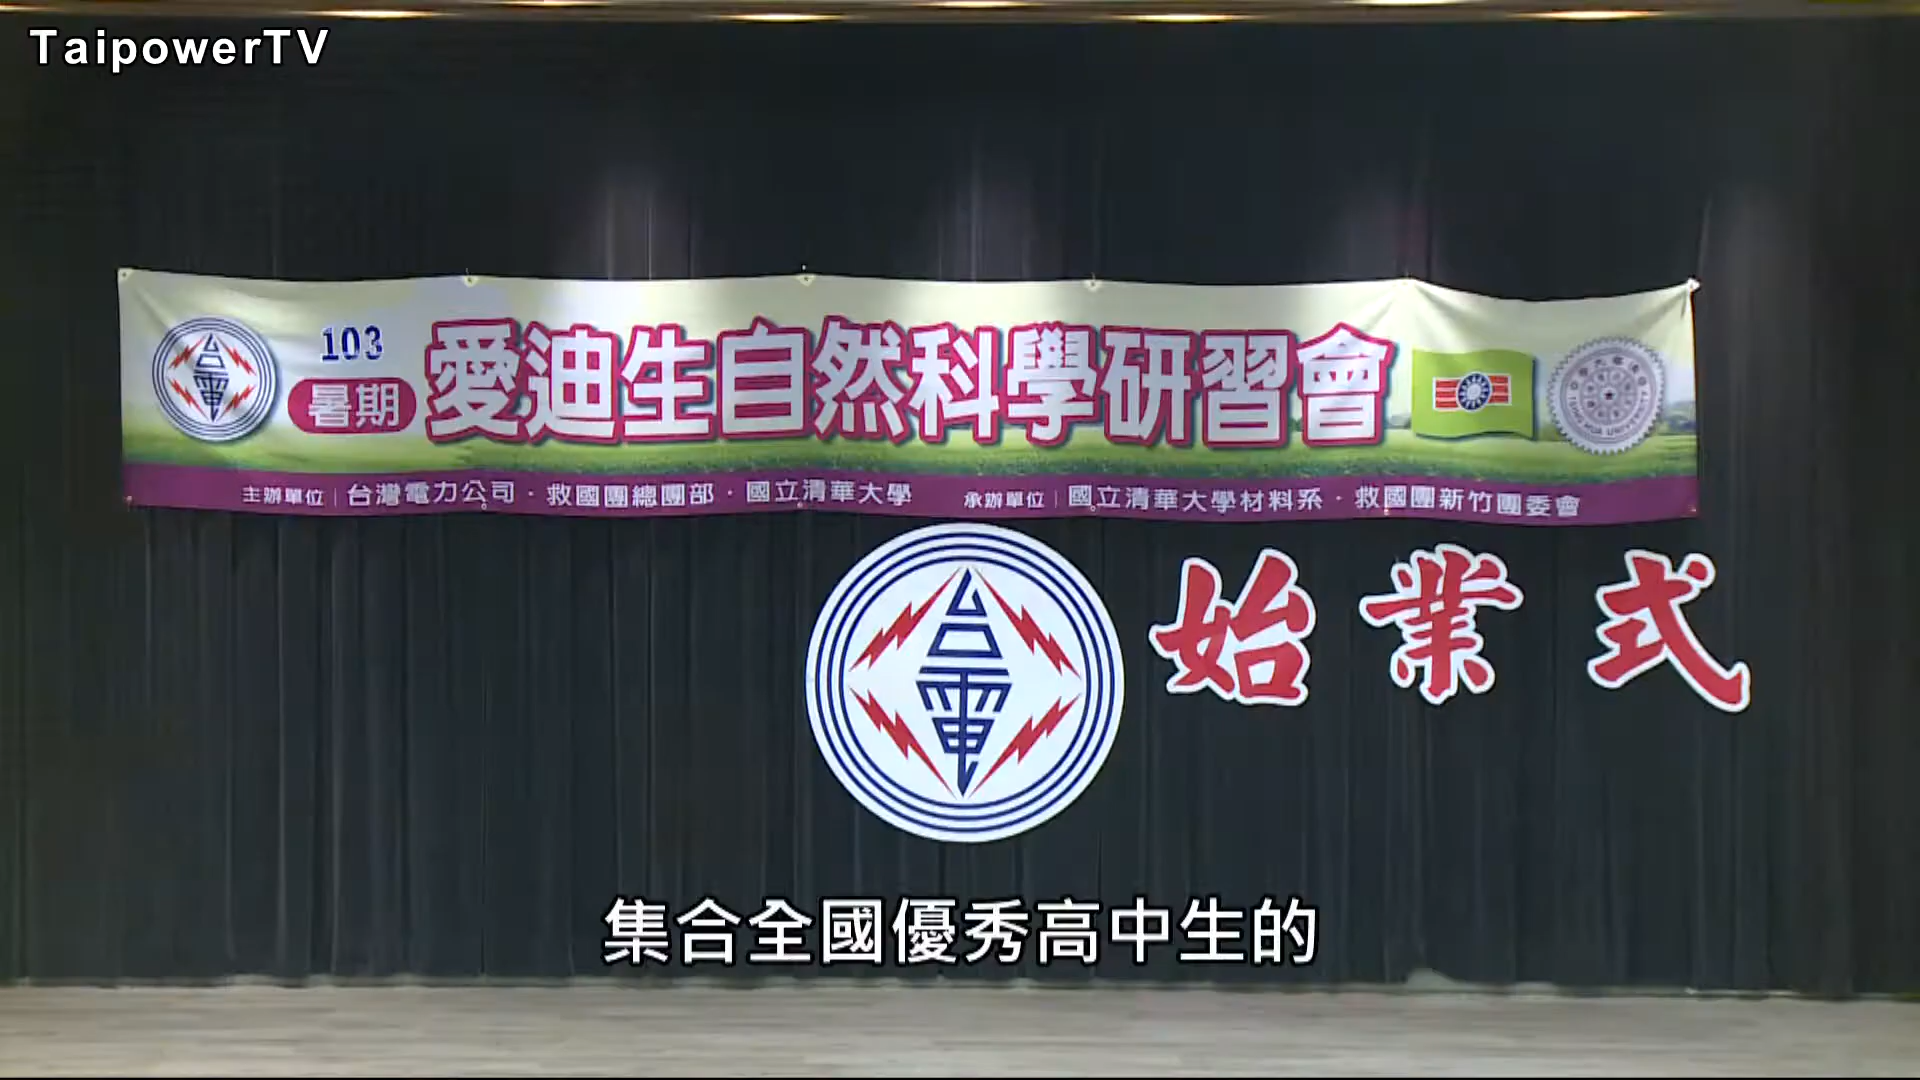 TaipowerTV
103
暑期
愛迪生自然科學研習會
主辦單位｜台灣電力公司・救國團總團部・國立清華大學
承辦單位｜國立清華大學材料系・救國團新竹團委會
台電
始業式
集合全國優秀高中生的